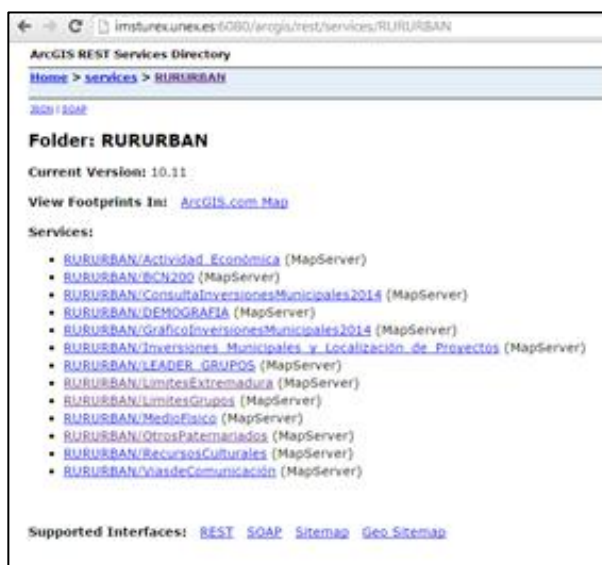 imsturex.unex.es:6080/arcgis/rest/services/RURURBAN
ArcGIS REST Services Directory
Home > services > RURURBAN
JSON | SOAP
Folder: RURURBAN
Current Version: 10.11
View Footprints In: ArcGIS.com Map
Services:
RURURBAN/Actividad_Económica (MapServer)
RURURBAN/BCN200 (MapServer)
RURURBAN/ConsultaInversionesMunicipales2014 (MapServer)
RURURBAN/DEMOGRAFIA (MapServer)
RURURBAN/GraficoInversionesMunicipales2014 (MapServer)
RURURBAN/Inversiones_Municipales_y_Localización_de_Proyectos (MapServer)
RURURBAN/LEADER_GRUPOS (MapServer)
RURURBAN/LimitesExtremadura (MapServer)
RURURBAN/LimitesGrupos (MapServer)
RURURBAN/MedioFisico (MapServer)
RURURBAN/OtrosPaternariados (MapServer)
RURURBAN/RecursosCulturales (MapServer)
RURURBAN/ViasdeComunicación (MapServer)
Supported Interfaces: REST SOAP Sitemap Geo Sitemap